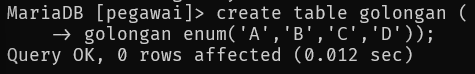 MariaDB [pegawai]> create table golongan (
    → golongan enum('A','B','C','D'));
Query OK, 0 rows affected (0.012 sec)